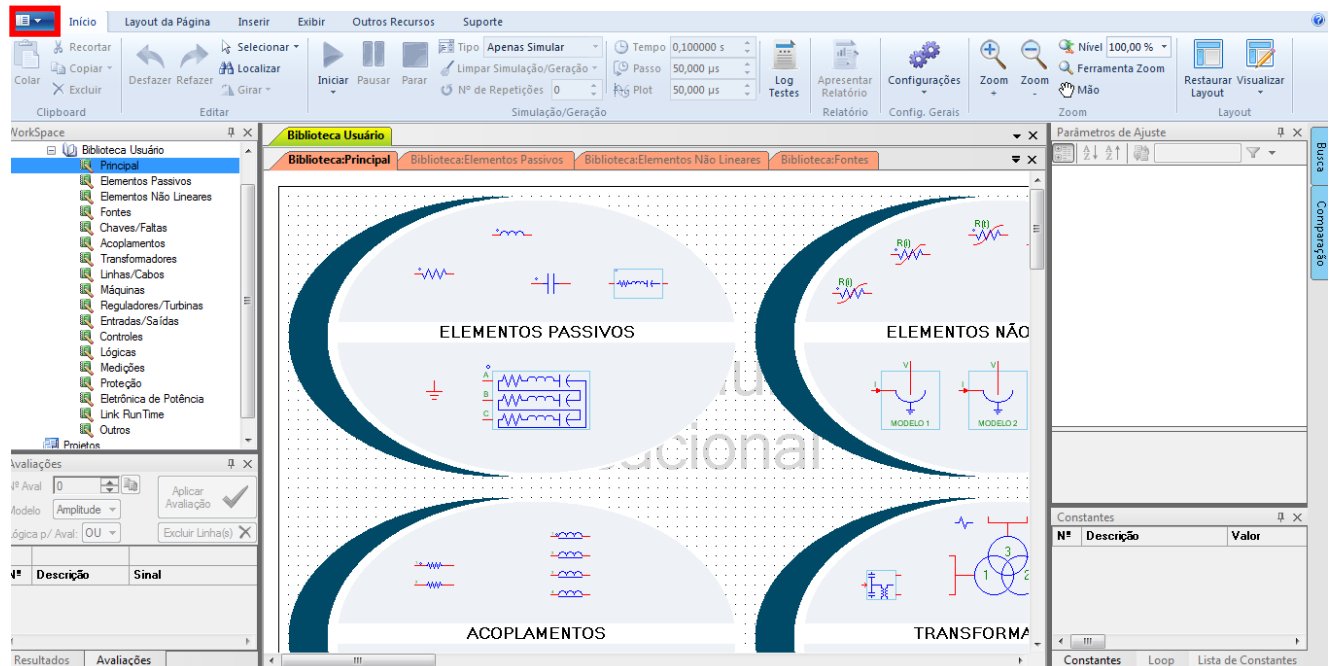 Início Layout da Página Inserir Exibir Outros Recursos Suporte
Recortar Selecionar Tipo Apenas Simular Tempo 0,100000 s Nível 100,00 %
Colar Copiar Desfazer Refazer Localizar Iniciar Pausar Parar Limpar Simulação/Geração Passo 50,000 µs Log Testes Apresentar Relatório Configurações Zoom + Zoom - Ferramenta Zoom Restaurar Layout Visualizar
Excluir Girar Nº de Repetições 0 Plot 50,000 µs Mão
Clipboard Editar Simulação/Geração Relatório Config. Gerais Zoom Layout
WorkSpace
Biblioteca Usuário
Principal
Elementos Passivos
Elementos Não Lineares
Fontes
Chaves/Faltas
Acoplamentos
Transformadores
Linhas/Cabos
Máquinas
Reguladores/Turbinas
Entradas/Saídas
Controles
Lógicas
Medições
Proteção
Eletrônica de Potência
Link RunTime
Outros
Projetos
Avaliações
Nº Aval 0
Aplicar Avaliação
Modelo Amplitude
Lógica p/ Aval: OU Excluir Linha(s)
Nº Descrição Sinal
Resultados Avaliações
Biblioteca Usuário
Biblioteca:Principal Biblioteca:Elementos Passivos Biblioteca:Elementos Não Lineares Biblioteca:Fontes
ELEMENTOS PASSIVOS
A
B
C
R(i) R(t)
R(i)
ELEMENTOS NÃO
V V
I I
MODELO 1 MODELO 2
acional
ACOPLAMENTOS
3
1 2
TRANSFORMA
Parâmetros de Ajuste
Constantes
Nº Descrição Valor
Constantes Loop Lista de Constantes
Busca
Comparação